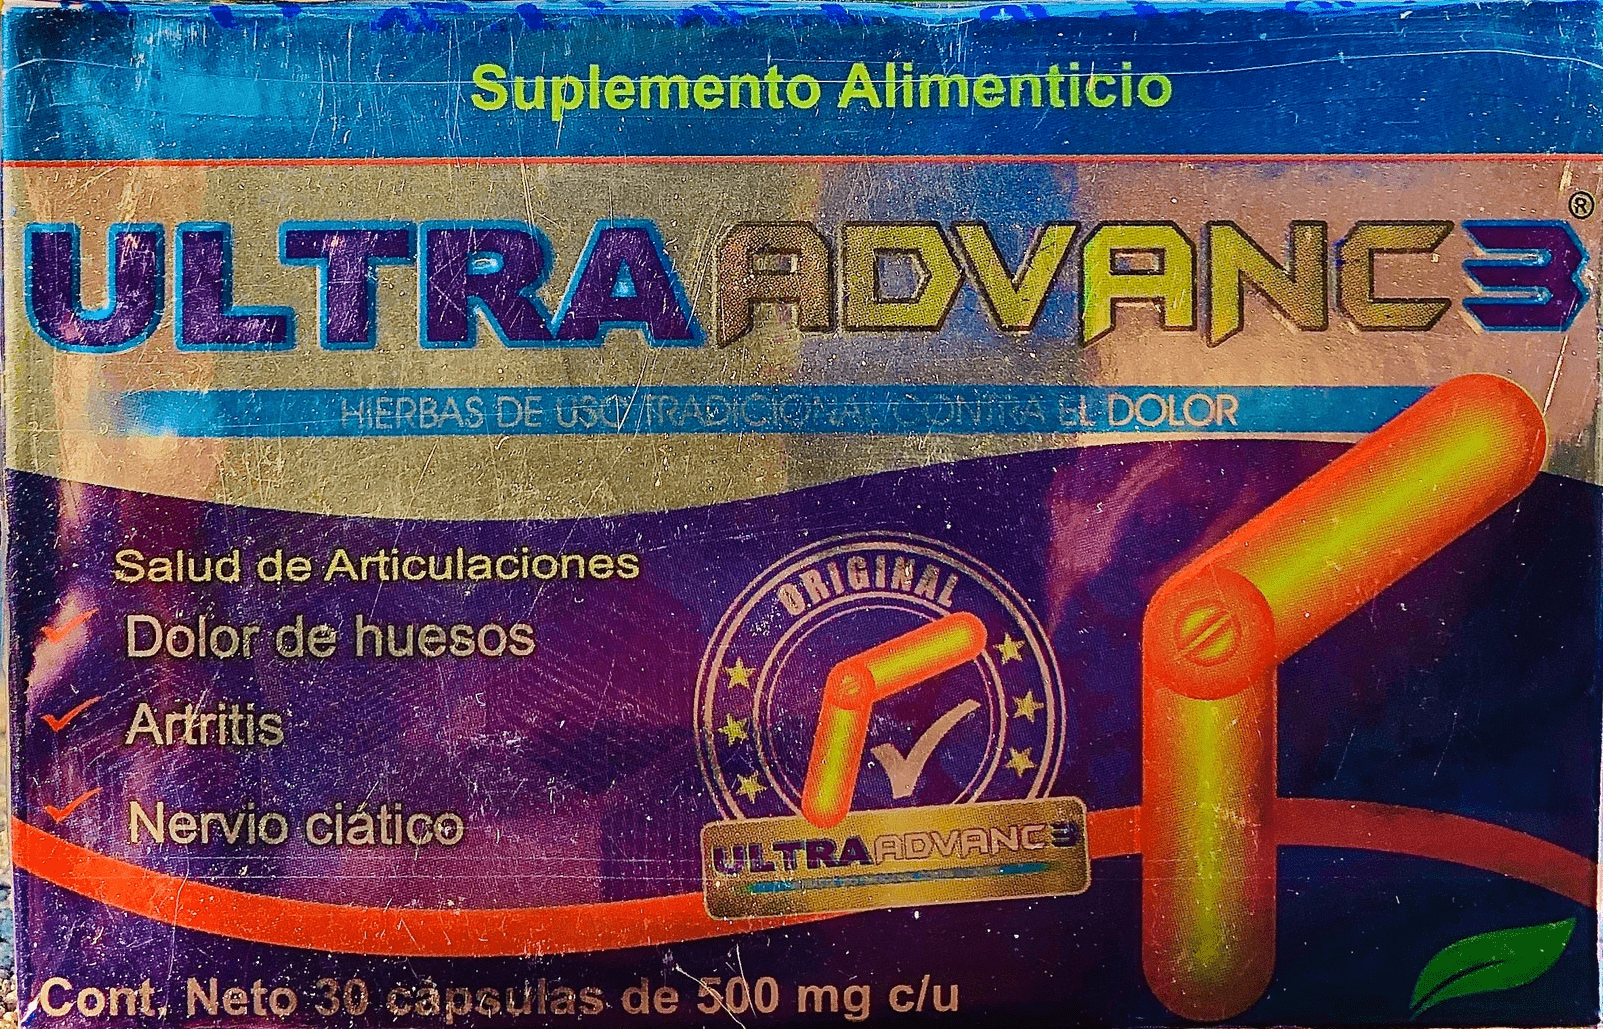 Suplemento Alimenticio
ULTRA ADVANC3®
HIERBAS DE USO TRADICIONAL CONTRA EL DOLOR
Salud de Articulaciones
Dolor de huesos
Artritis
Nervio ciático
ORIGINAL
ULTRA ADVANC3
Cont. Neto 30 cápsulas de 500 mg c/u